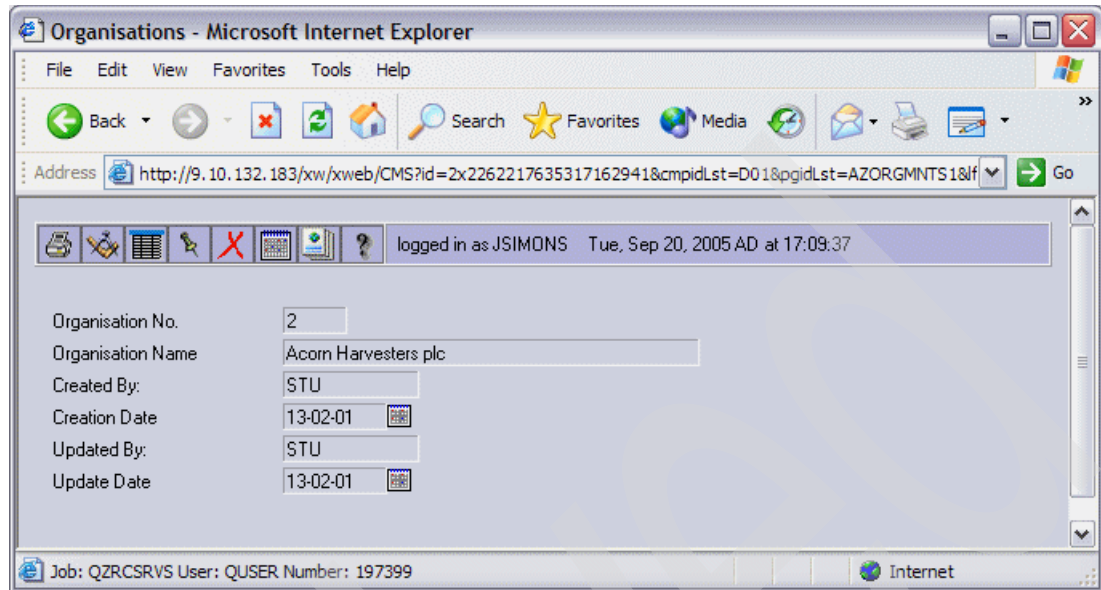 Organisations - Microsoft Internet Explorer
File Edit View Favorites Tools Help
Back Search Favorites Media »
Address http://9.10.132.183/xw/xweb/CMS?id=2x2262217635317162941&cmpidLst=D01&pgidLst=AZORGMNTS1&lf Go
logged in as JSIMONS Tue, Sep 20, 2005 AD at 17:09:37
Organisation No. 2
Organisation Name Acorn Harvesters plc
Created By: STU
Creation Date 13-02-01
Updated By: STU
Update Date 13-02-01
Job: QZRCSRVS User: QUSER Number: 197399 Internet